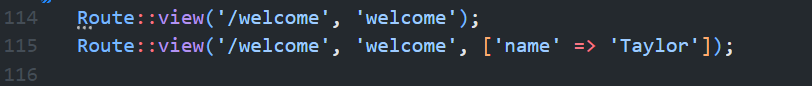 114 Route::view('/welcome', 'welcome');
115 Route::view('/welcome', 'welcome', ['name' => 'Taylor']);
116